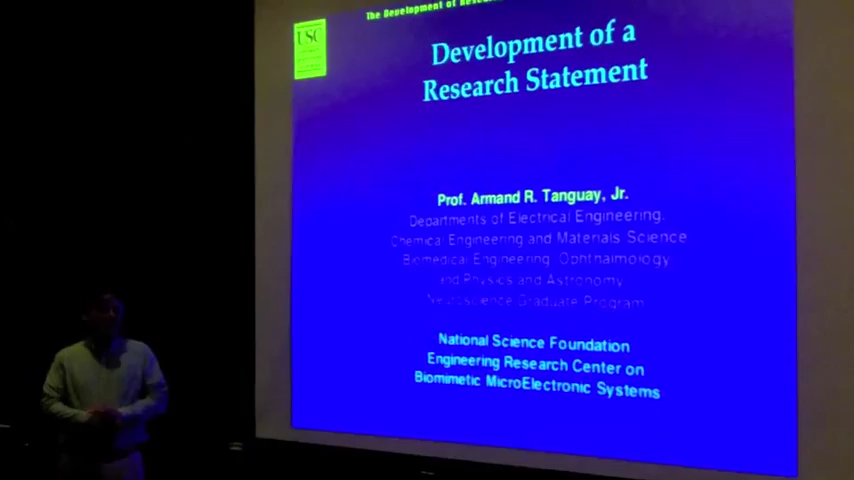 The Development of
USC
Development of a
Research Statement
Prof. Armand R. Tanguay, Jr.
Departments of Electrical Engineering,
Chemical Engineering and Materials Science
Biomedical Engineering, Ophthalmology
and Physics and Astronomy
Neuroscience Graduate Program
National Science Foundation
Engineering Research Center on
Biomimetic MicroElectronic Systems